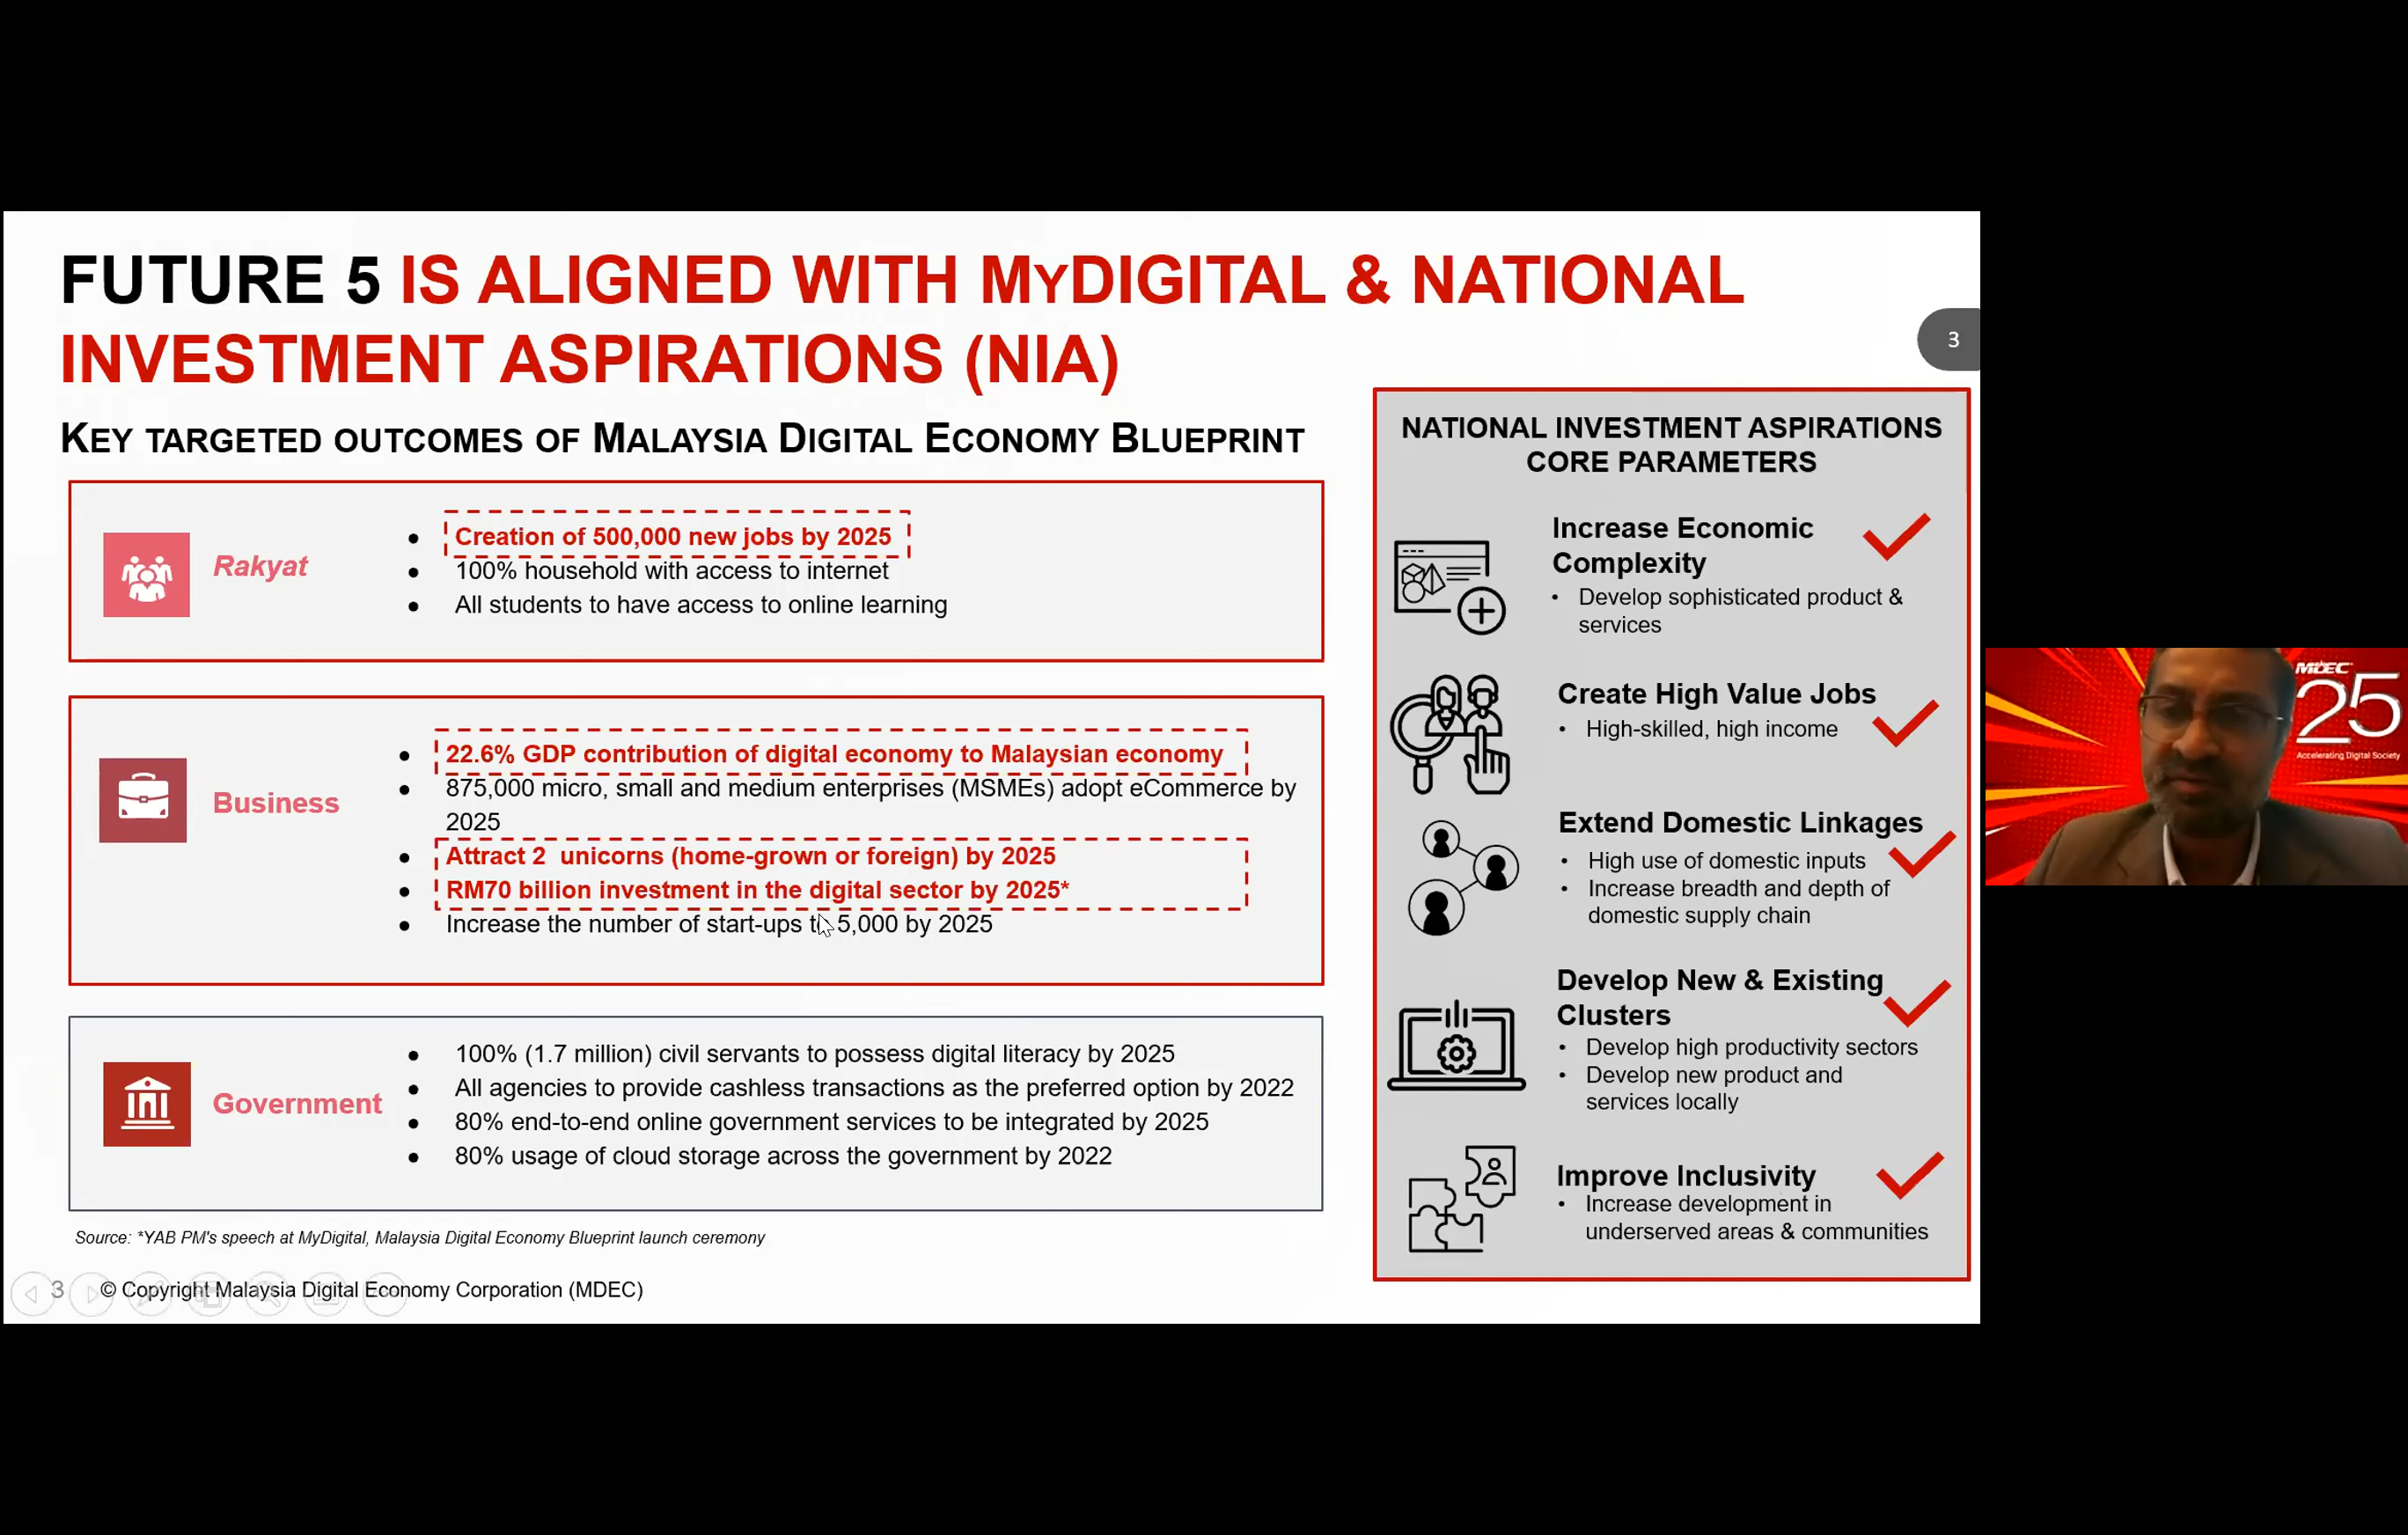 FUTURE 5 IS ALIGNED WITH MYDIGITAL & NATIONAL
INVESTMENT ASPIRATIONS (NIA)
3
KEY TARGETED OUTCOMES OF MALAYSIA DIGITAL ECONOMY BLUEPRINT
Rakyat
• Creation of 500,000 new jobs by 2025
• 100% household with access to internet
• All students to have access to online learning
Business
• 22.6% GDP contribution of digital economy to Malaysian economy
• 875,000 micro, small and medium enterprises (MSMEs) adopt eCommerce by
2025
• Attract 2 unicorns (home-grown or foreign) by 2025
• RM70 billion investment in the digital sector by 2025*
• Increase the number of start-ups 5,000 by 2025
Government
• 100% (1.7 million) civil servants to possess digital literacy by 2025
• All agencies to provide cashless transactions as the preferred option by 2022
• 80% end-to-end online government services to be integrated by 2025
• 80% usage of cloud storage across the government by 2022
Source: *YAB PM's speech at MyDigital, Malaysia Digital Economy Blueprint launch ceremony
3 © Copyright Malaysia Digital Economy Corporation (MDEC)
NATIONAL INVESTMENT ASPIRATIONS
CORE PARAMETERS
Increase Economic
Complexity
• Develop sophisticated product &
services
Create High Value Jobs
• High-skilled, high income
Extend Domestic Linkages
• High use of domestic inputs
• Increase breadth and depth of
domestic supply chain
Develop New & Existing
Clusters
• Develop high productivity sectors
• Develop new product and
services locally
Improve Inclusivity
• Increase development in
underserved areas & communities
MDEC
25
Accelerating Digital Society